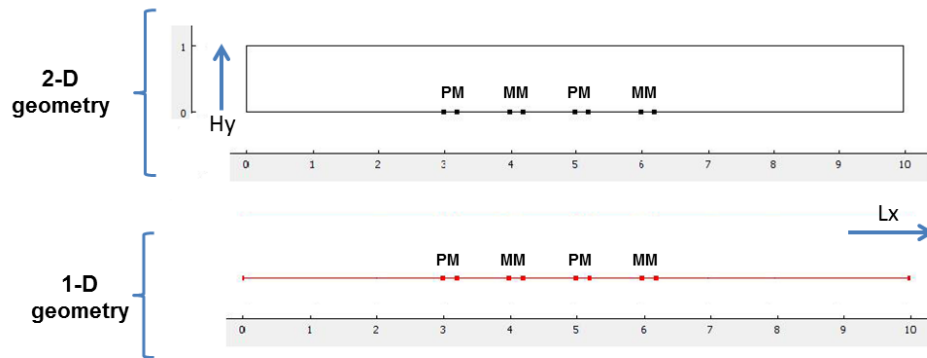 2-D
geometry
1
0
Hy
PM MM PM MM
0 1 2 3 4 5 6 7 8 9 10
Lx
1-D
geometry
PM MM PM MM
0 1 2 3 4 5 6 7 8 9 10